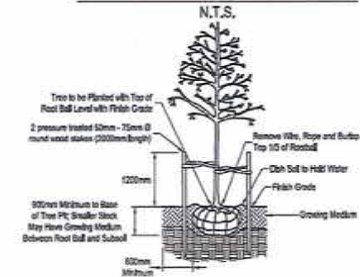 N.T.S.
Tree to be Planted with Top of
Root Ball Level with Finish Grade
2 pressure treated 50mm - 75mm Ø
round wood stakes (2000mm length)
Remove Wire, Rope and Burlap
Top 1/3 of Rootball
Dish Soil to Hold Water
1200mm
Finish Grade
900mm Minimum to Base
of Tree Pit; Smaller Stock
May Have Growing Medium
Between Root Ball and Subsoil
Growing Medium
600mm
Minimum